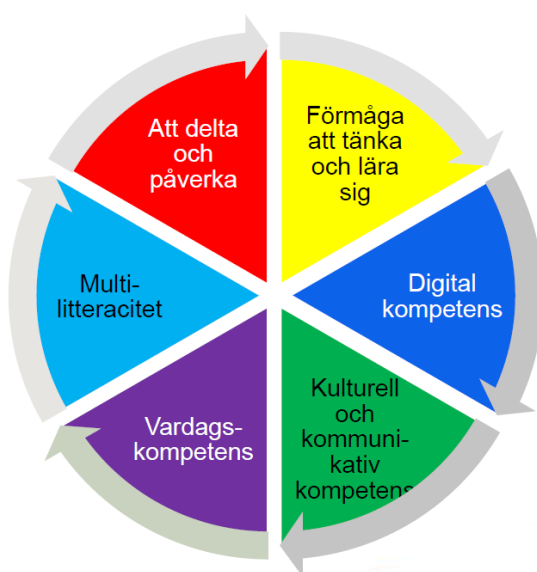 Att delta
och
påverka
Förmåga
att tänka
och lära
sig
Digital
kompetens
Kulturell
och
kommuni-
kativ
kompetens
Vardags-
kompetens
Multi-
litteracitet